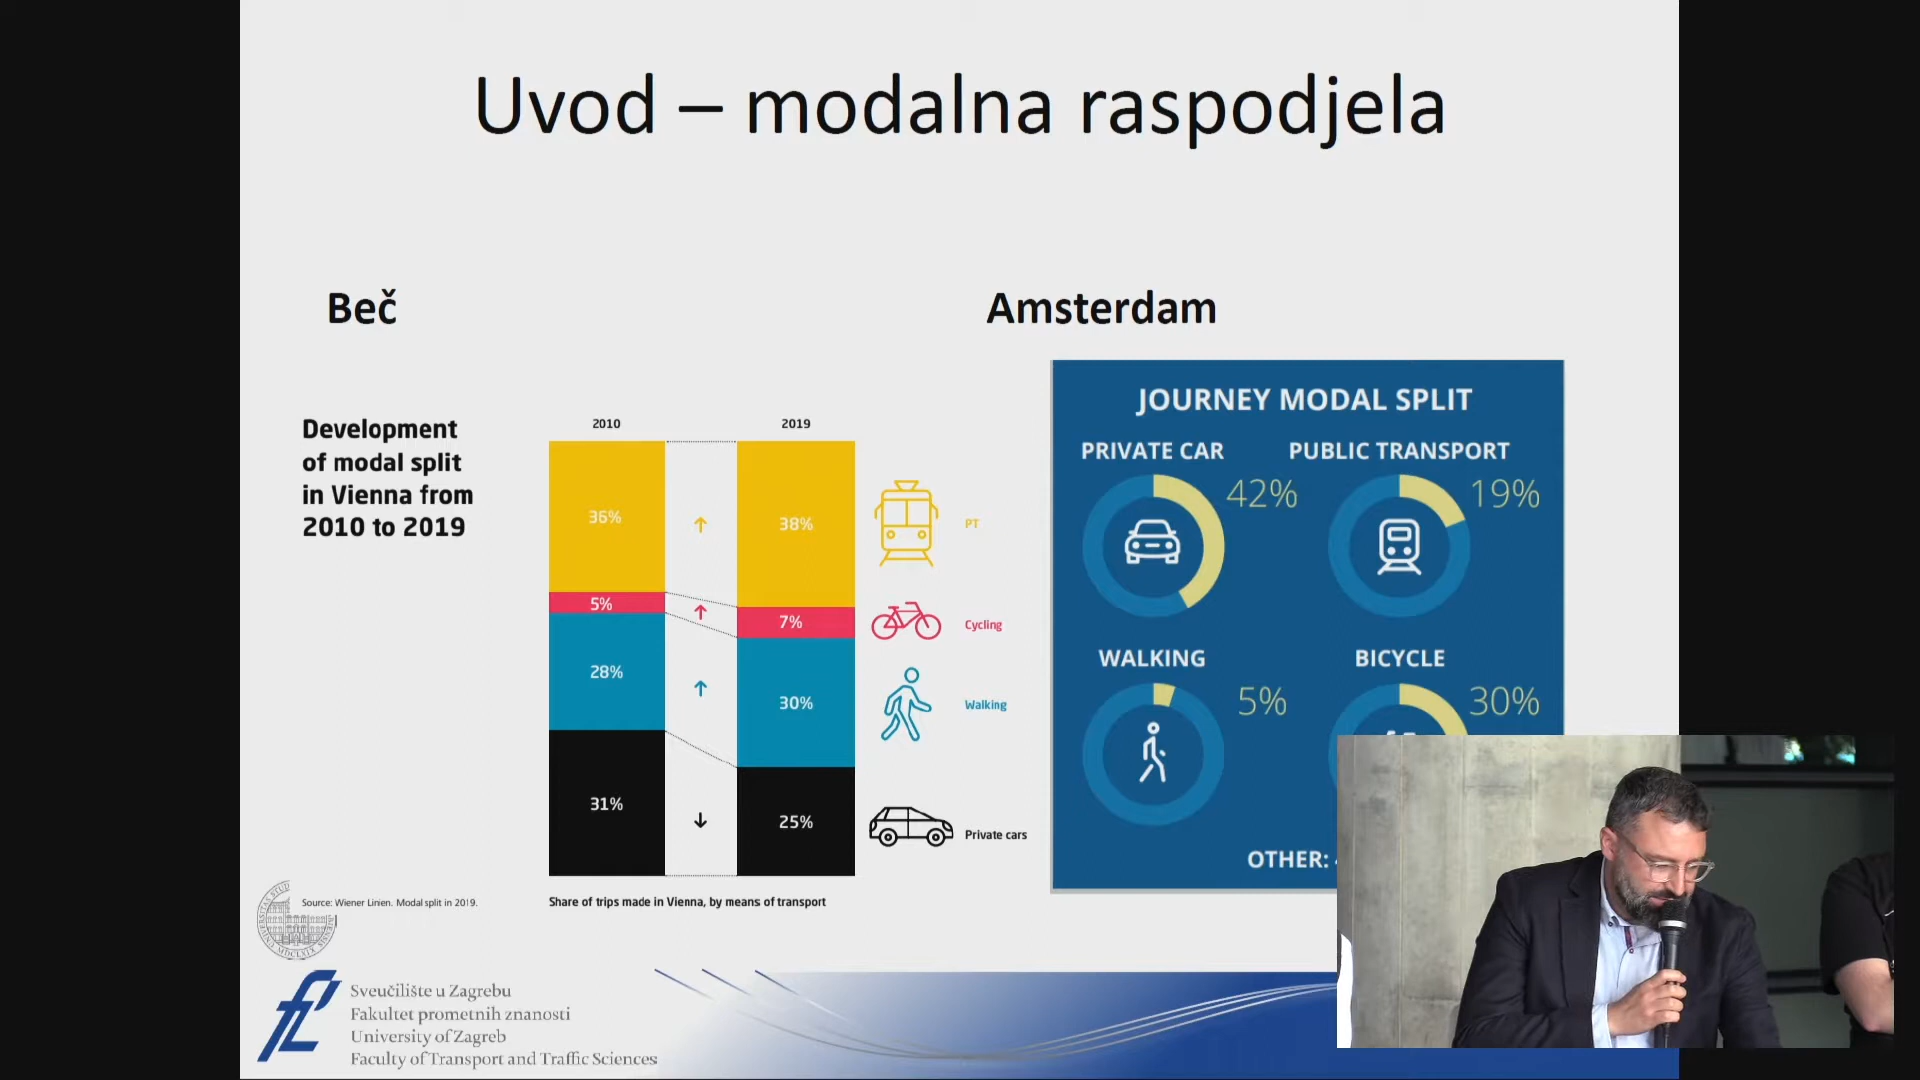 Uvod – modalna raspodjela
Beč
Development
of modal split
in Vienna from
2010 to 2019
2010
2019
36%
38%
PT
5%
7%
Cycling
28%
30%
Walking
31%
25%
Private cars
Source: Wiener Linien. Modal split in 2019.
Share of trips made in Vienna, by means of transport
Amsterdam
JOURNEY MODAL SPLIT
PRIVATE CAR
42%
PUBLIC TRANSPORT
19%
WALKING
5%
BICYCLE
30%
OTHER:
Sveučilište u Zagrebu
Fakultet prometnih znanosti
University of Zagreb
Faculty of Transport and Traffic Sciences